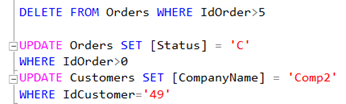 DELETE FROM Orders WHERE IdOrder>5
UPDATE Orders SET [Status] = 'C'
WHERE IdOrder>0
UPDATE Customers SET [CompanyName] = 'Comp2'
WHERE IdCustomer='49'